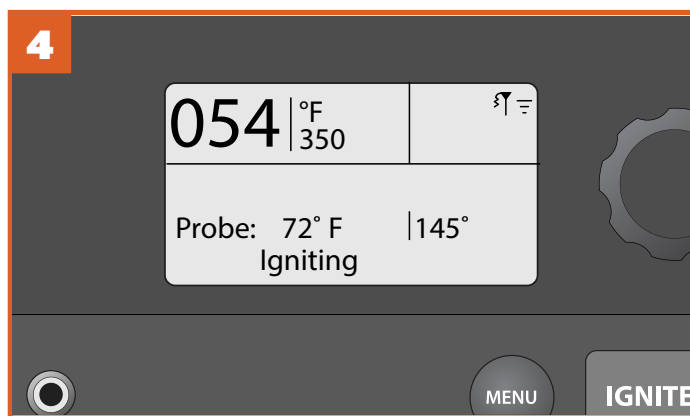 4
054 °F
350
Probe: 72° F 145°
Igniting
MENU
IGNITE